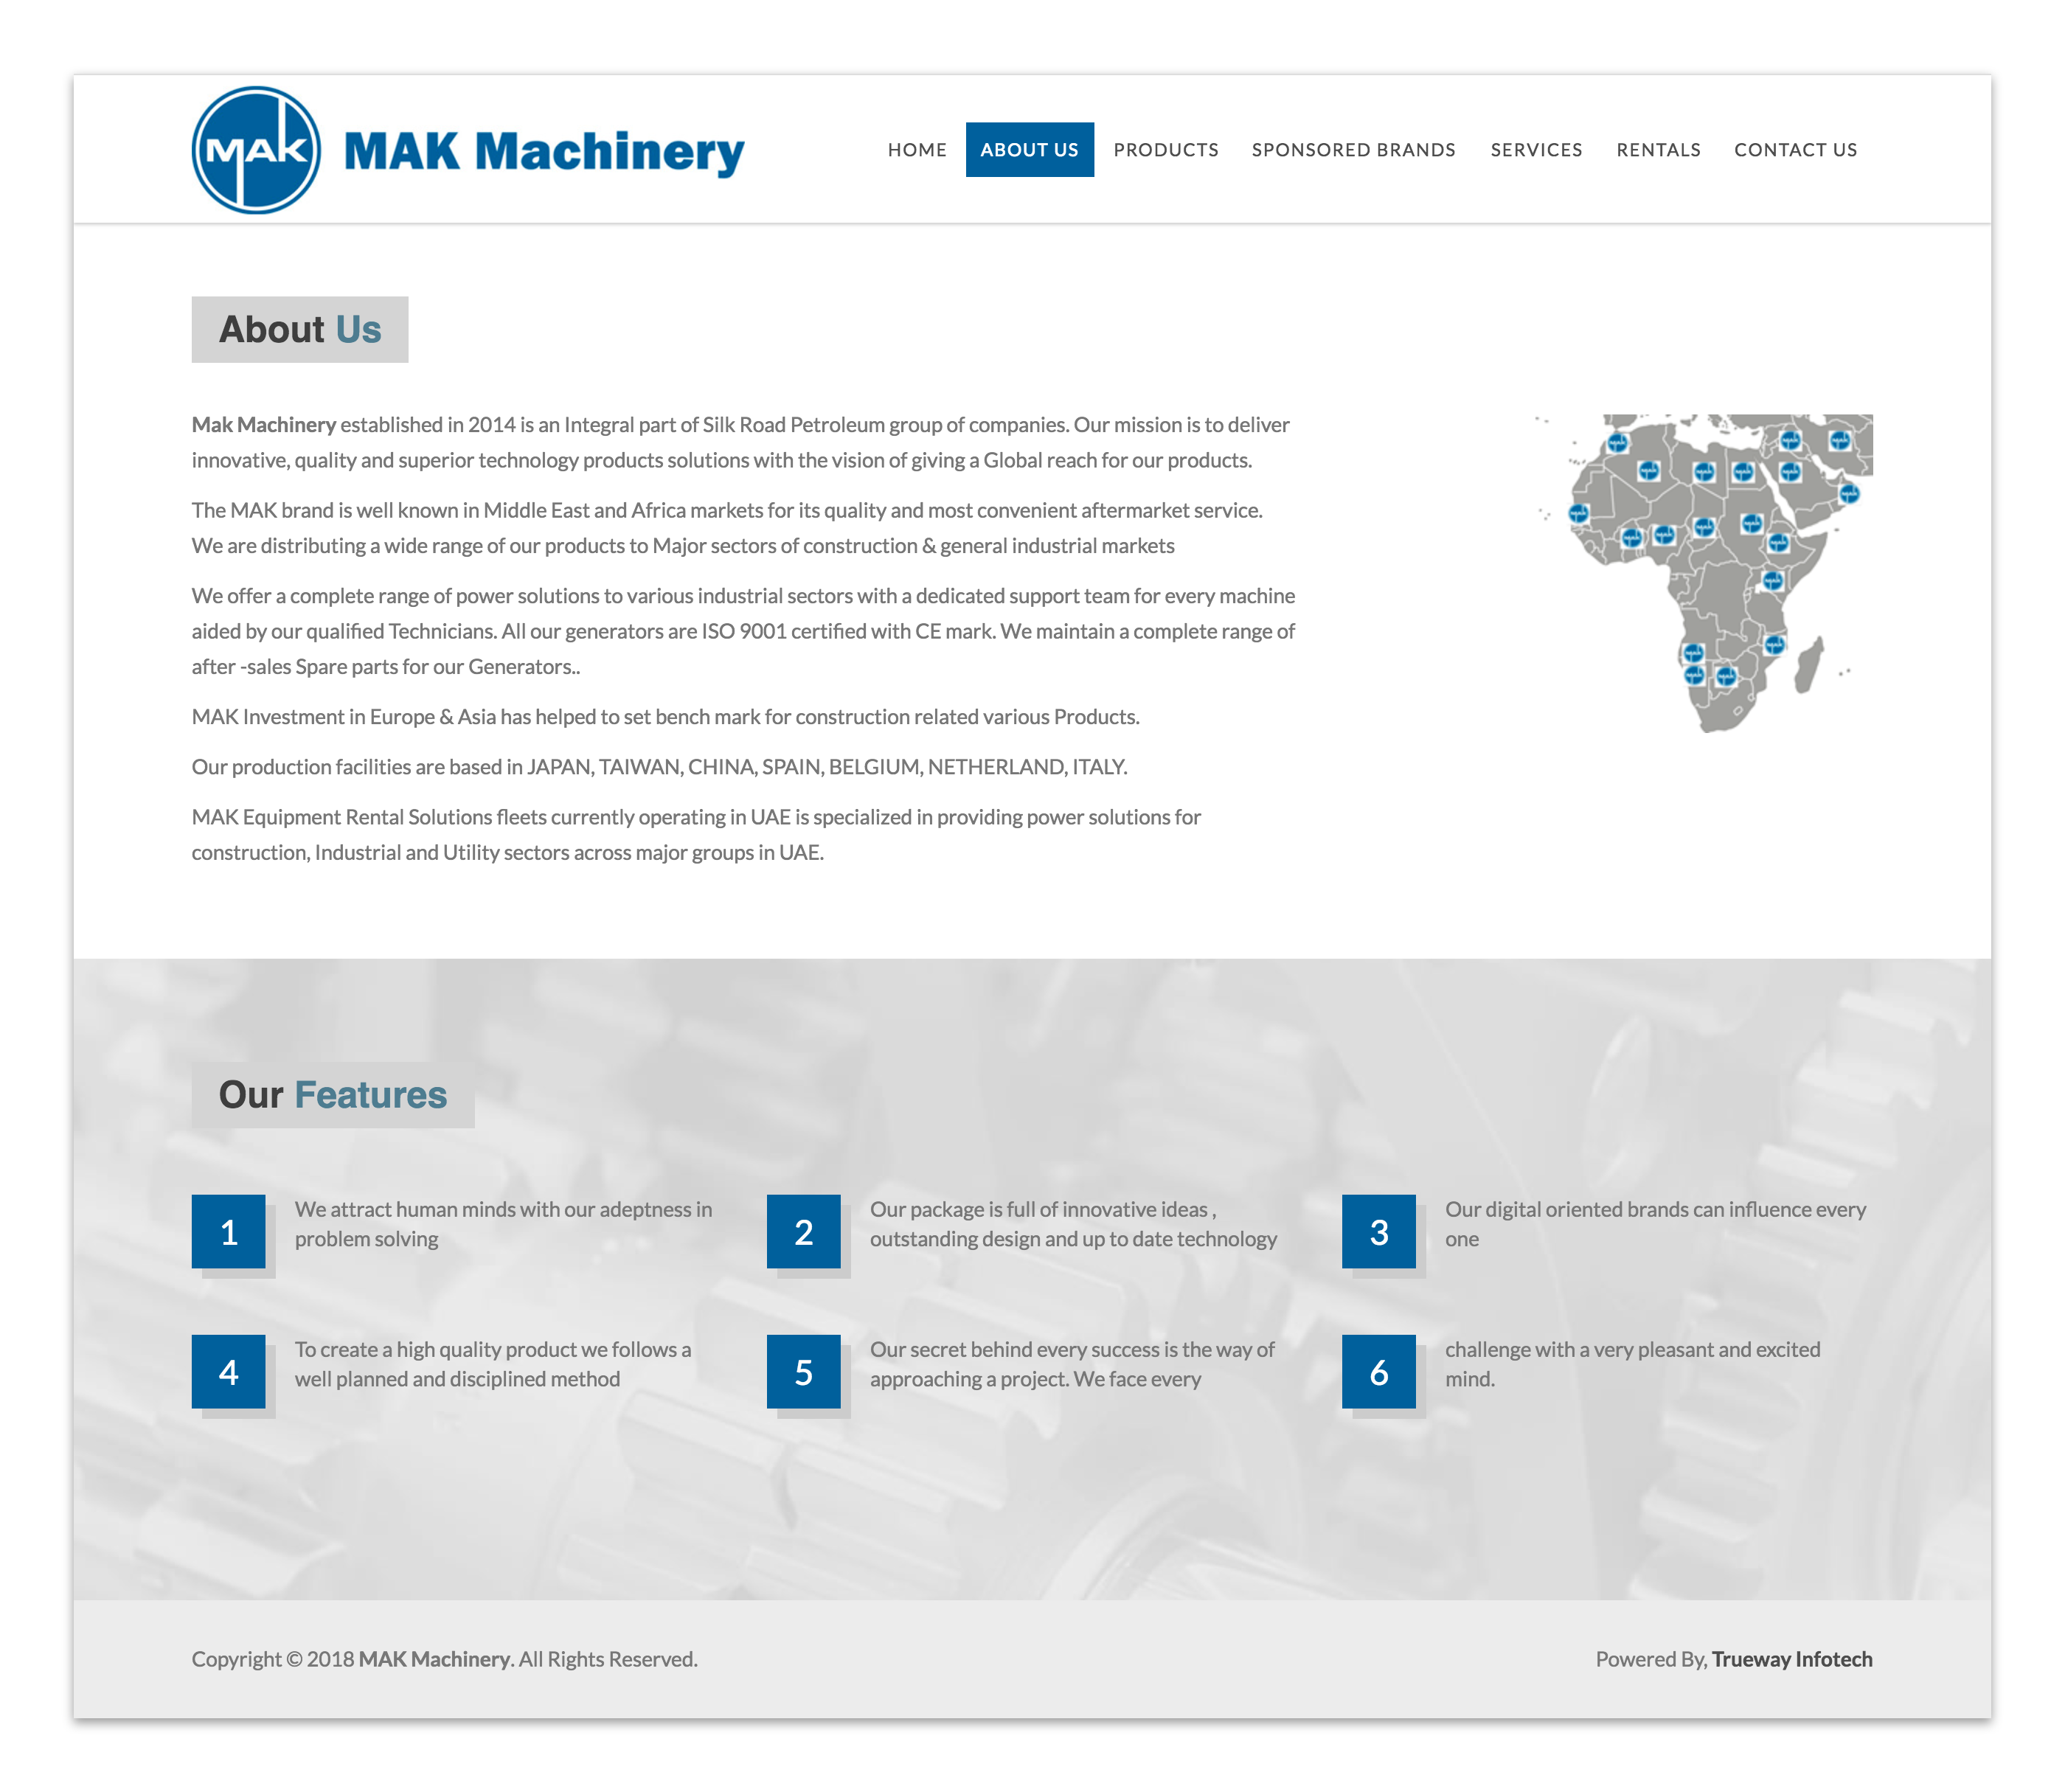 MAK MAK Machinery
HOME ABOUT US PRODUCTS SPONSORED BRANDS SERVICES RENTALS CONTACT US
About Us
Mak Machinery established in 2014 is an Integral part of Silk Road Petroleum group of companies. Our mission is to deliver
innovative, quality and superior technology products solutions with the vision of giving a Global reach for our products.
The MAK brand is well known in Middle East and Africa markets for its quality and most convenient aftermarket service.
We are distributing a wide range of our products to Major sectors of construction & general industrial markets
We offer a complete range of power solutions to various industrial sectors with a dedicated support team for every machine
aided by our qualified Technicians. All our generators are ISO 9001 certified with CE mark. We maintain a complete range of
after -sales Spare parts for our Generators..
MAK Investment in Europe & Asia has helped to set bench mark for construction related various Products.
Our production facilities are based in JAPAN, TAIWAN, CHINA, SPAIN, BELGIUM, NETHERLAND, ITALY.
MAK Equipment Rental Solutions fleets currently operating in UAE is specialized in providing power solutions for
construction, Industrial and Utility sectors across major groups in UAE.
Our Features
1
We attract human minds with our adeptness in
problem solving
2
Our package is full of innovative ideas ,
outstanding design and up to date technology
3
Our digital oriented brands can influence every
one
4
To create a high quality product we follows a
well planned and disciplined method
5
Our secret behind every success is the way of
approaching a project. We face every
6
challenge with a very pleasant and excited
mind.
Copyright © 2018 MAK Machinery. All Rights Reserved.
Powered By, Trueway Infotech